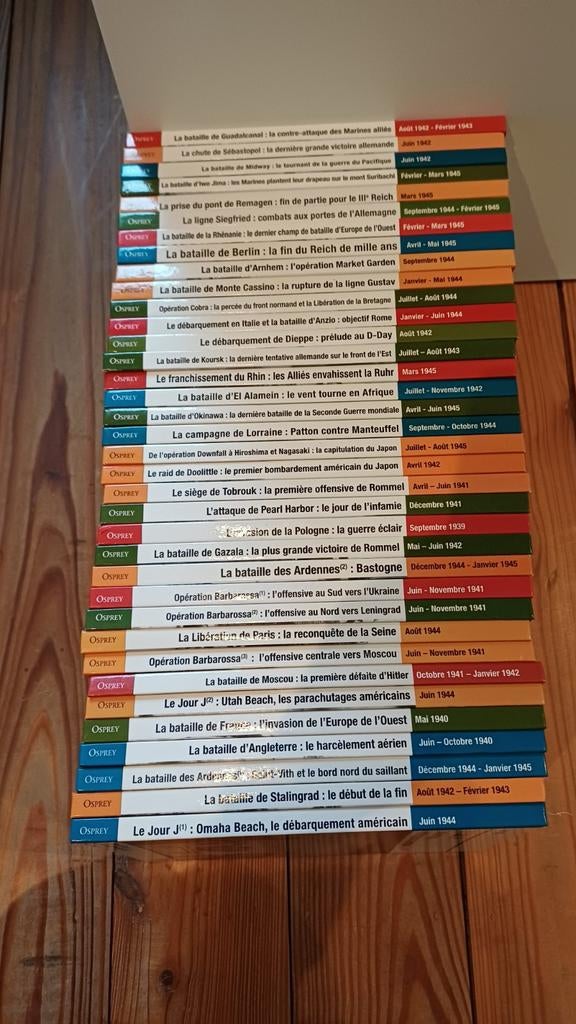 OSPREY La bataille de Guadalcanal : la contre-attaque des Marines alliés Août 1942 - Février 1943
La chute de Sébastopol : la dernière grande victoire allemande Juin 1942
La bataille de Midway : le tournant de la guerre du Pacifique Juin 1942
La bataille d'Iwo Jima : les Marines plantent leur drapeau sur le mont Suribachi Février - Mars 1945
La prise du pont de Remagen : fin de partie pour le IIIe Reich Mars 1945
OSPREY La ligne Siegfried : combats aux portes de l'Allemagne Septembre 1944 - Février 1945
OSPREY La bataille de la Rhénanie : le dernier champ de bataille d'Europe de l'Ouest Février - Mars 1945
OSPREY La bataille de Berlin : la fin du Reich de mille ans Avril - Mai 1945
La bataille d'Arnhem : l'opération Market Garden Septembre 1944
OSPREY La bataille de Monte Cassino : la rupture de la ligne Gustav Janvier - Mai 1944
OSPREY Opération Cobra : la percée du front normand et la Libération de la Bretagne Juillet - Août 1944
OSPREY Le débarquement en Italie et la bataille d'Anzio : objectif Rome Janvier - Juin 1944
OSPREY Le débarquement de Dieppe : prélude au D-Day Août 1942
OSPREY La bataille de Koursk : la dernière tentative allemande sur le front de l'Est Juillet – Août 1943
OSPREY Le franchissement du Rhin : les Alliés envahissent la Ruhr Mars 1945
OSPREY La bataille d'El Alamein : le vent tourne en Afrique Juillet - Novembre 1942
OSPREY La bataille d'Okinawa : la dernière bataille de la Seconde Guerre mondiale Avril - Juin 1945
OSPREY La campagne de Lorraine : Patton contre Manteuffel Septembre - Octobre 1944
OSPREY De l'opération Downfall à Hiroshima et Nagasaki : la capitulation du Japon Juillet - Août 1945
OSPREY Le raid de Doolittle : le premier bombardement américain du Japon Avril 1942
OSPREY Le siège de Tobrouk : la première offensive de Rommel Avril – Juin 1941
OSPREY L'attaque de Pearl Harbor : le jour de l'infamie Décembre 1941
OSPREY de la Pologne : la guerre éclair Septembre 1939
OSPREY La bataille de Gazala : la plus grande victoire de Rommel Mai – Juin 1942
OSPREY La bataille des Ardennes(2) : Bastogne Décembre 1944 - Janvier 1945
OSPREY Opération Barbarossa(1) : l'offensive au Sud vers l'Ukraine Juin - Novembre 1941
OSPREY Opération Barbarossa(2) : l'offensive au Nord vers Leningrad Juin - Novembre 1941
OSPREY La Libération de Paris : la reconquête de la Seine Août 1944
OSPREY Opération Barbarossa(3) : l'offensive centrale vers Moscou Juin – Novembre 1941
OSPREY La bataille de Moscou : la première défaite d'Hitler Octobre 1941 – Janvier 1942
OSPREY Le Jour J(2) : Utah Beach, les parachutages américains Juin 1944
OSPREY La bataille de France : l'invasion de l'Europe de l'Ouest Mai 1940
OSPREY La bataille d'Angleterre : le harcèlement aérien Juin – Octobre 1940
OSPREY La bataille des Saint-Vith et le bord nord du saillant Décembre 1944 - Janvier 1945
OSPREY La bataille de Stalingrad : le début de la fin Août 1942 – Février 1943
OSPREY Le Jour J(1) : Omaha Beach, le débarquement américain Juin 1944